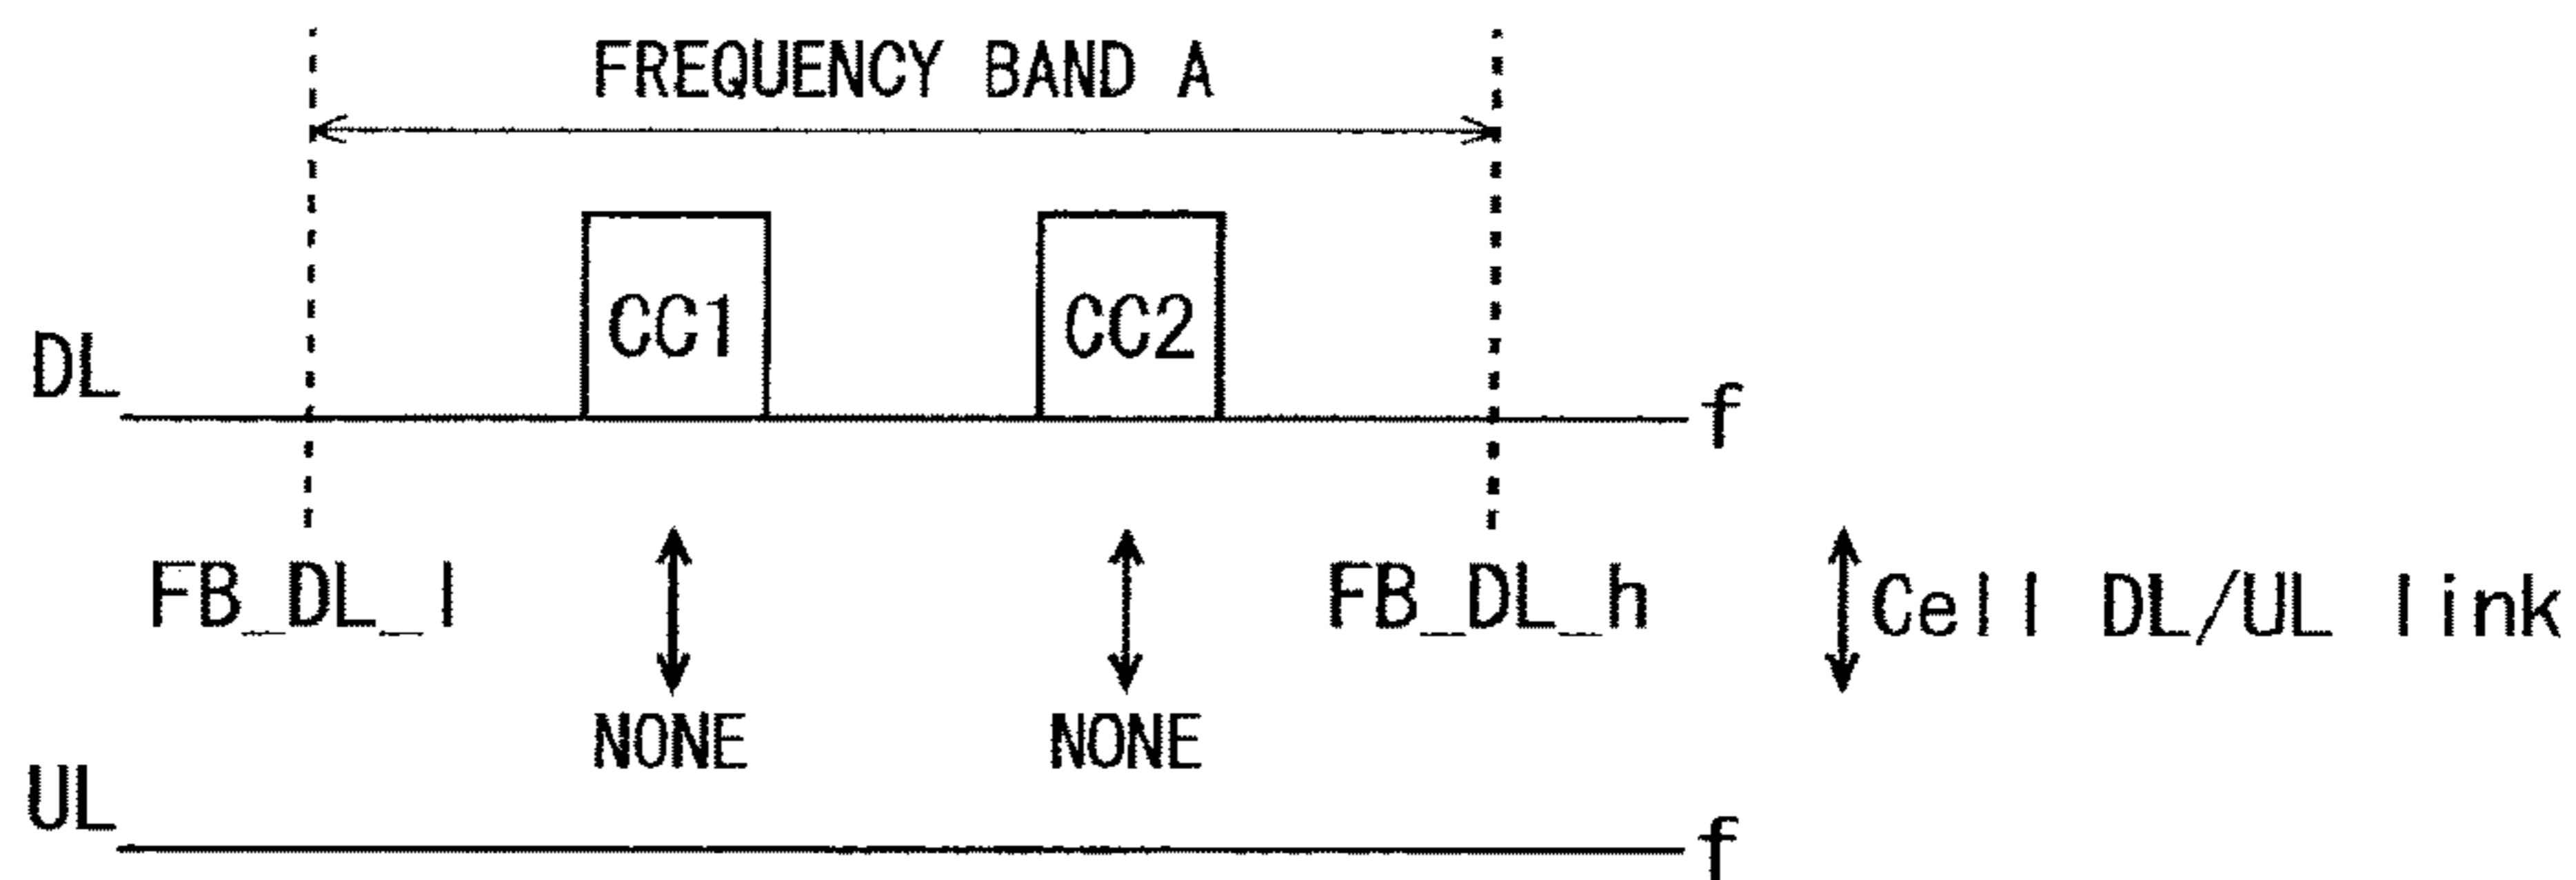 FREQUENCY BAND A
CC1 CC2
DL
f
FB_DL_l FB_DL_h Cell DL/UL link
NONE NONE
UL
f